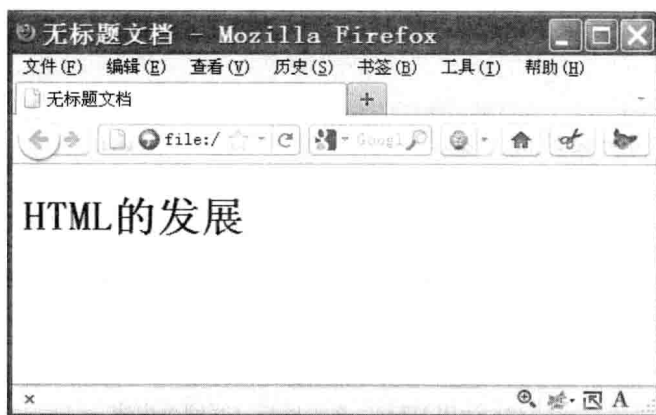 无标题文档 - Mozilla Firefox
文件(F) 编辑(E) 查看(V) 历史(S) 书签(B) 工具(T) 帮助(H)
无标题文档
file:/ Googl
HTML的发展
A